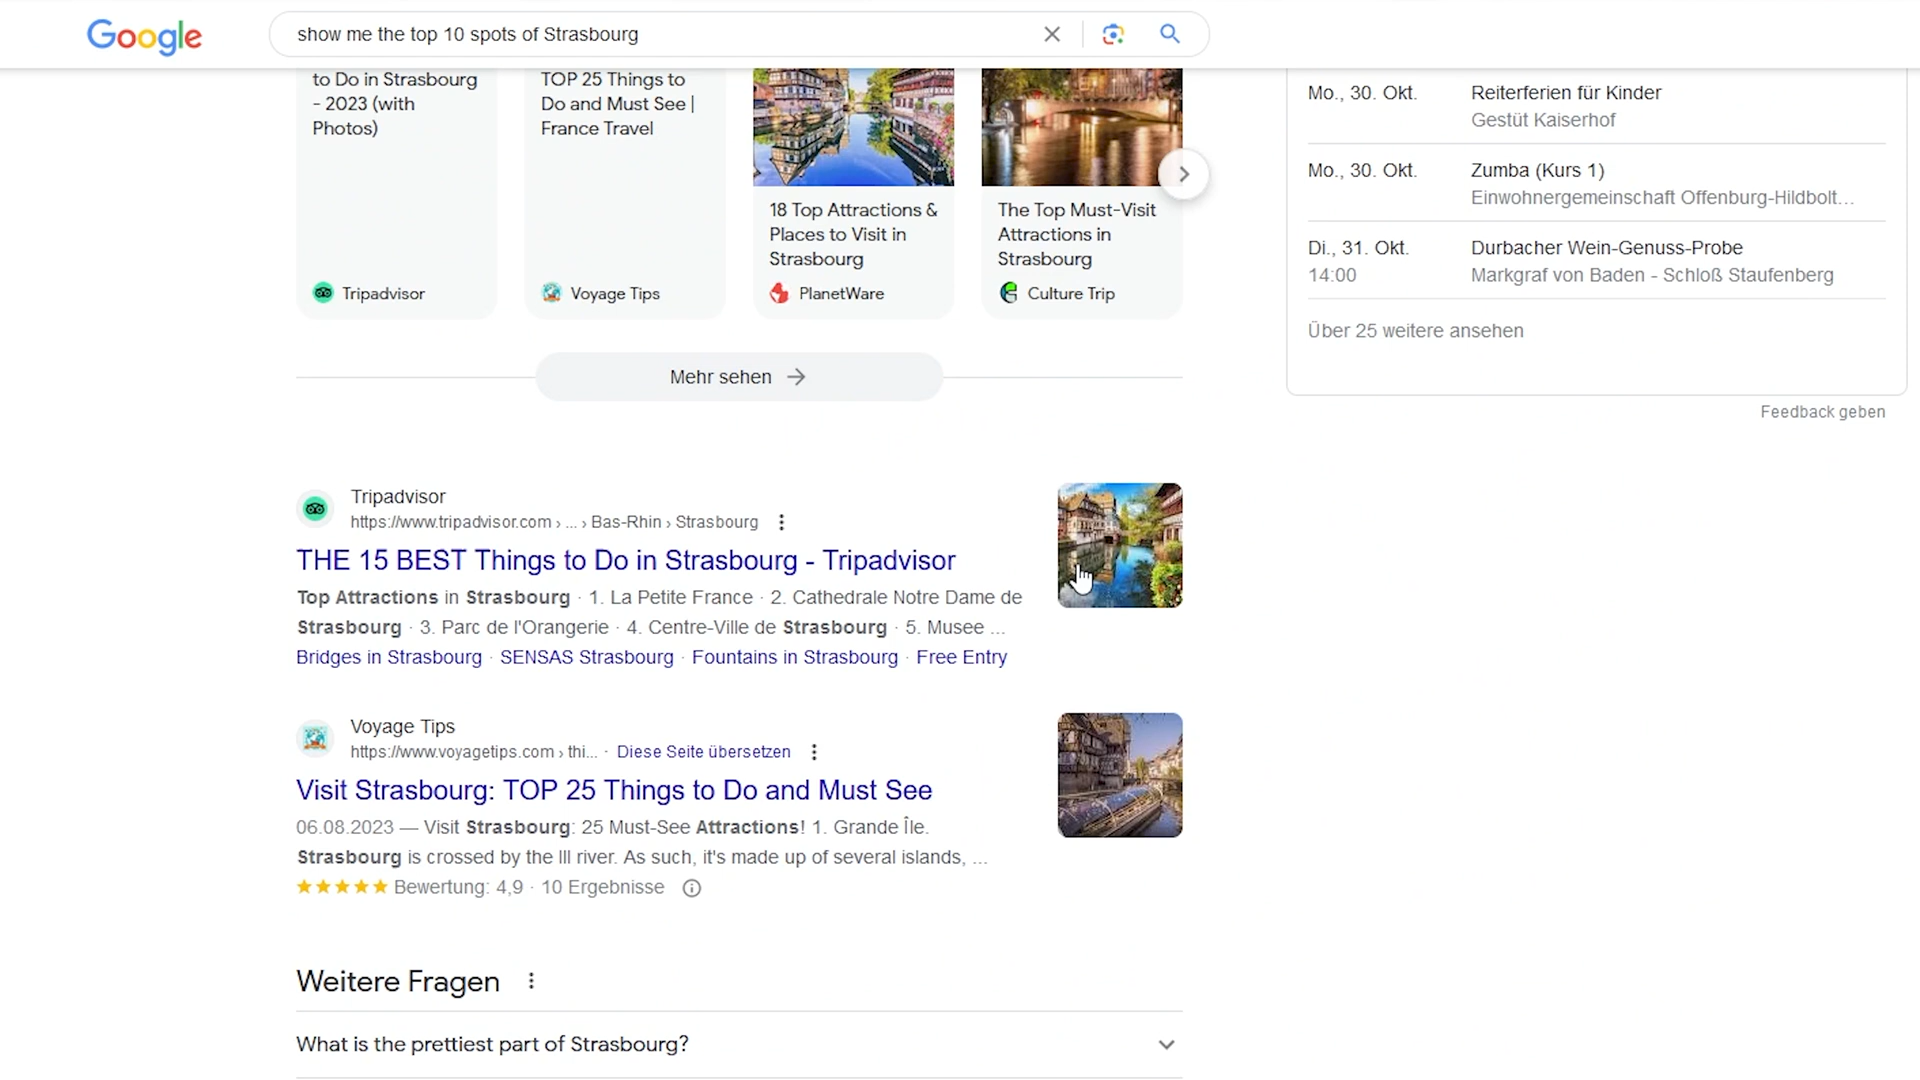 Google
show me the top 10 spots of Strasbourg
to Do in Strasbourg
- 2023 (with
Photos)
Tripadvisor
TOP 25 Things to
Do and Must See |
France Travel
Voyage Tips
18 Top Attractions &
Places to Visit in
Strasbourg
PlanetWare
The Top Must-Visit
Attractions in
Strasbourg
Culture Trip
Mehr sehen
Tripadvisor
https://www.tripadvisor.com › ... › Bas-Rhin › Strasbourg
THE 15 BEST Things to Do in Strasbourg - Tripadvisor
Top Attractions in Strasbourg · 1. La Petite France · 2. Cathedrale Notre Dame de
Strasbourg · 3. Parc de l'Orangerie · 4. Centre-Ville de Strasbourg · 5. Musee ...
Bridges in Strasbourg · SENSAS Strasbourg · Fountains in Strasbourg · Free Entry
Voyage Tips
https://www.voyagetips.com › thi... · Diese Seite übersetzen
Visit Strasbourg: TOP 25 Things to Do and Must See
06.08.2023 — Visit Strasbourg: 25 Must-See Attractions! 1. Grande Île.
Strasbourg is crossed by the Ill river. As such, it's made up of several islands, ...
Bewertung: 4,9 · 10 Ergebnisse
Weitere Fragen
What is the prettiest part of Strasbourg?
Mo., 30. Okt.
Reiterferien für Kinder
Gestüt Kaiserhof
Mo., 30. Okt.
Zumba (Kurs 1)
Einwohnergemeinschaft Offenburg-Hildbolt...
Di., 31. Okt.
14:00
Durbacher Wein-Genuss-Probe
Markgraf von Baden - Schloß Staufenberg
Über 25 weitere ansehen
Feedback geben